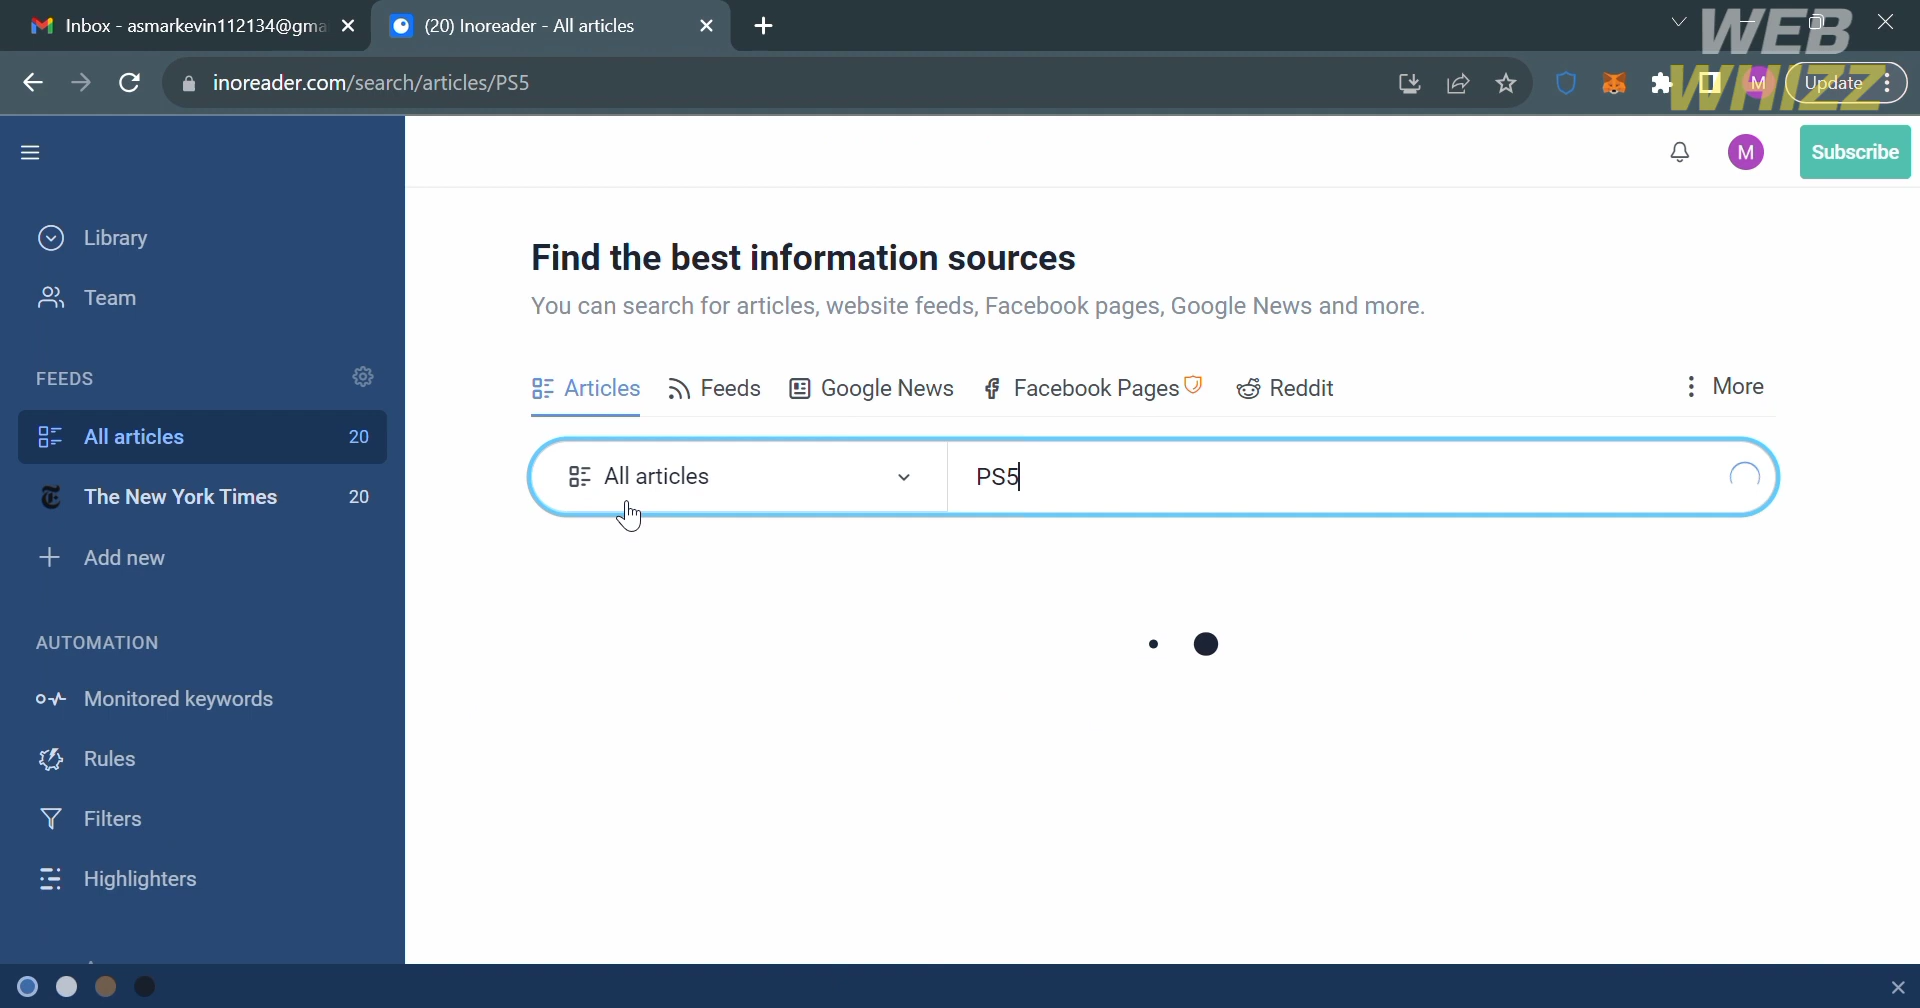 Inbox - asmarkevin112134@gma
(20) Inoreader - All articles
WEB
WHIZZ
inoreader.com/search/articles/PS5
M
Update
M
Subscribe
Library
Team
FEEDS
All articles 20
The New York Times 20
Add new
AUTOMATION
Monitored keywords
Rules
Filters
Highlighters
Find the best information sources
You can search for articles, website feeds, Facebook pages, Google News and more.
Articles Feeds Google News Facebook Pages Reddit More
All articles PS5